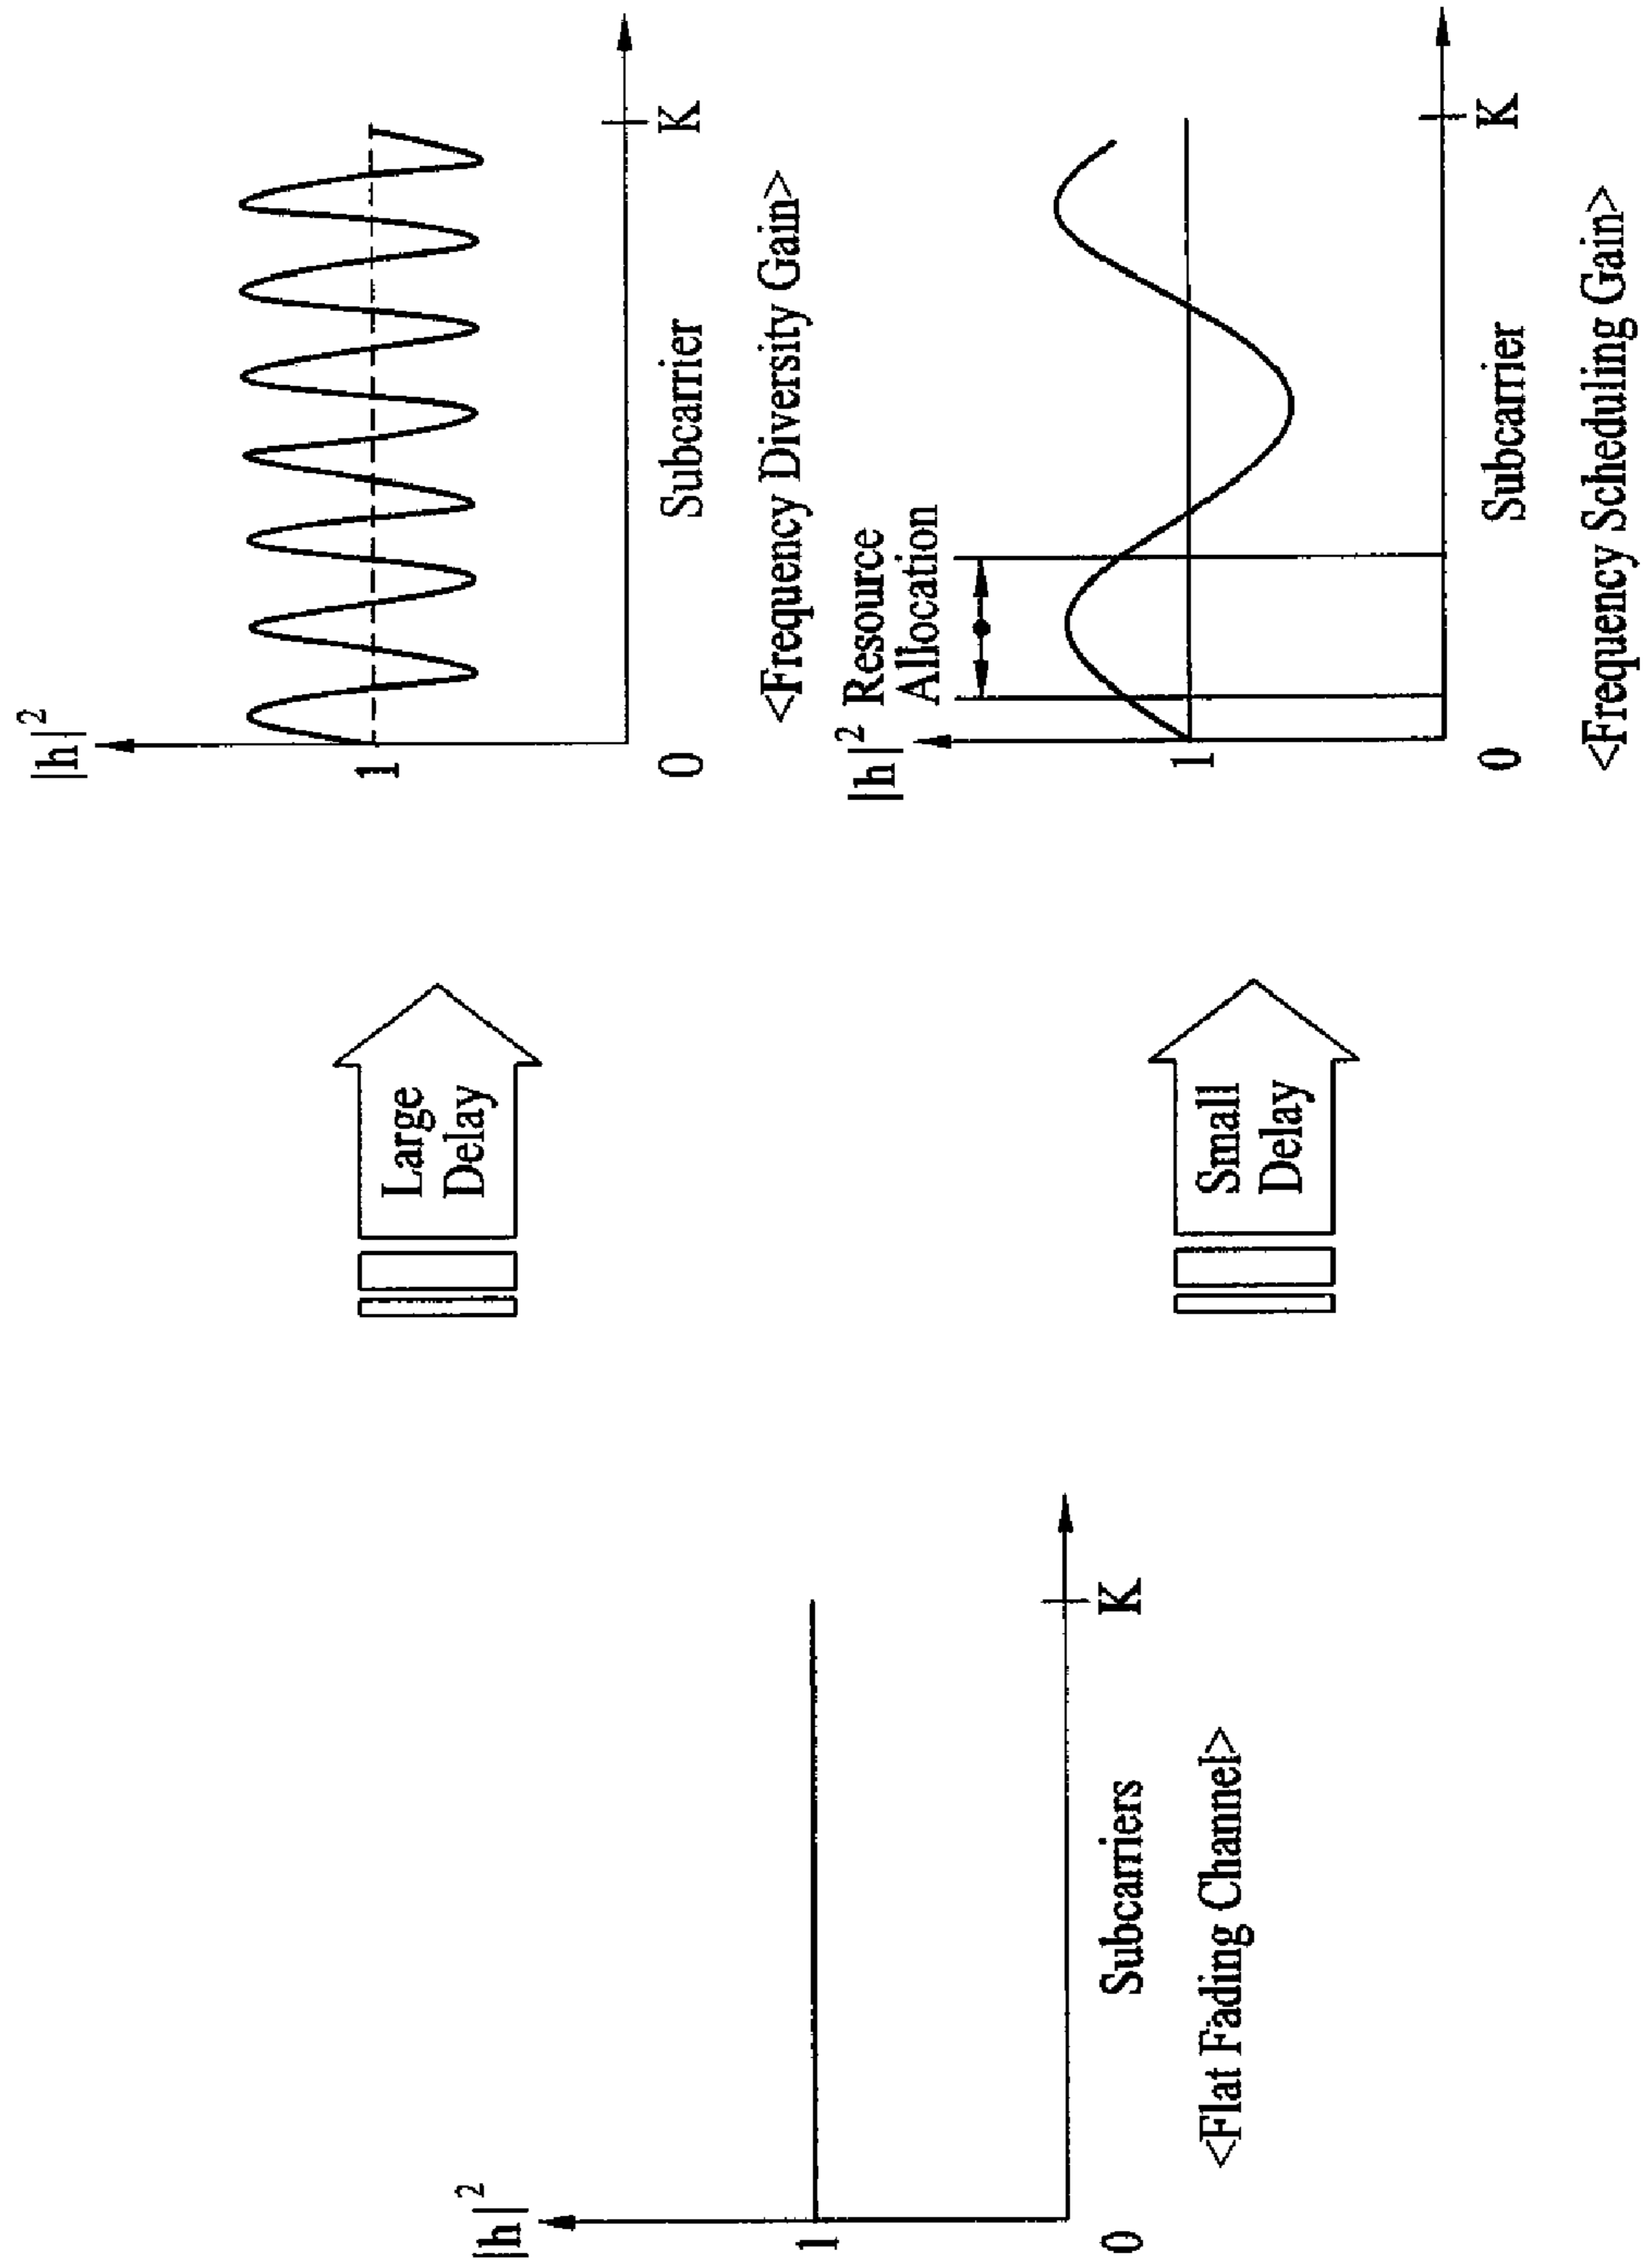 |h|²
1
0
K
Subcarriers
<Flat Fading Channel>
Large
Delay
|h|²
1
0
K
Subcarrier
<Frequency Diversity Gain>
Small
Delay
|h|²
Resource
Allocation
1
0
K
Subcarrier
<Frequency Scheduling Gain>